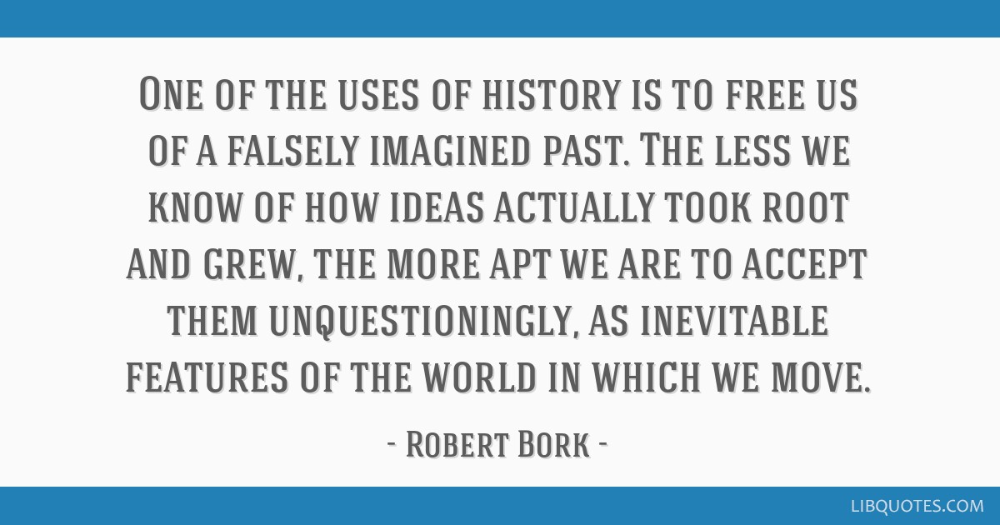 One of the uses of history is to free us
of a falsely imagined past. The less we
know of how ideas actually took root
and grew, the more apt we are to accept
them unquestioningly, as inevitable
features of the world in which we move.
- Robert Bork -
LIBQUOTES.COM